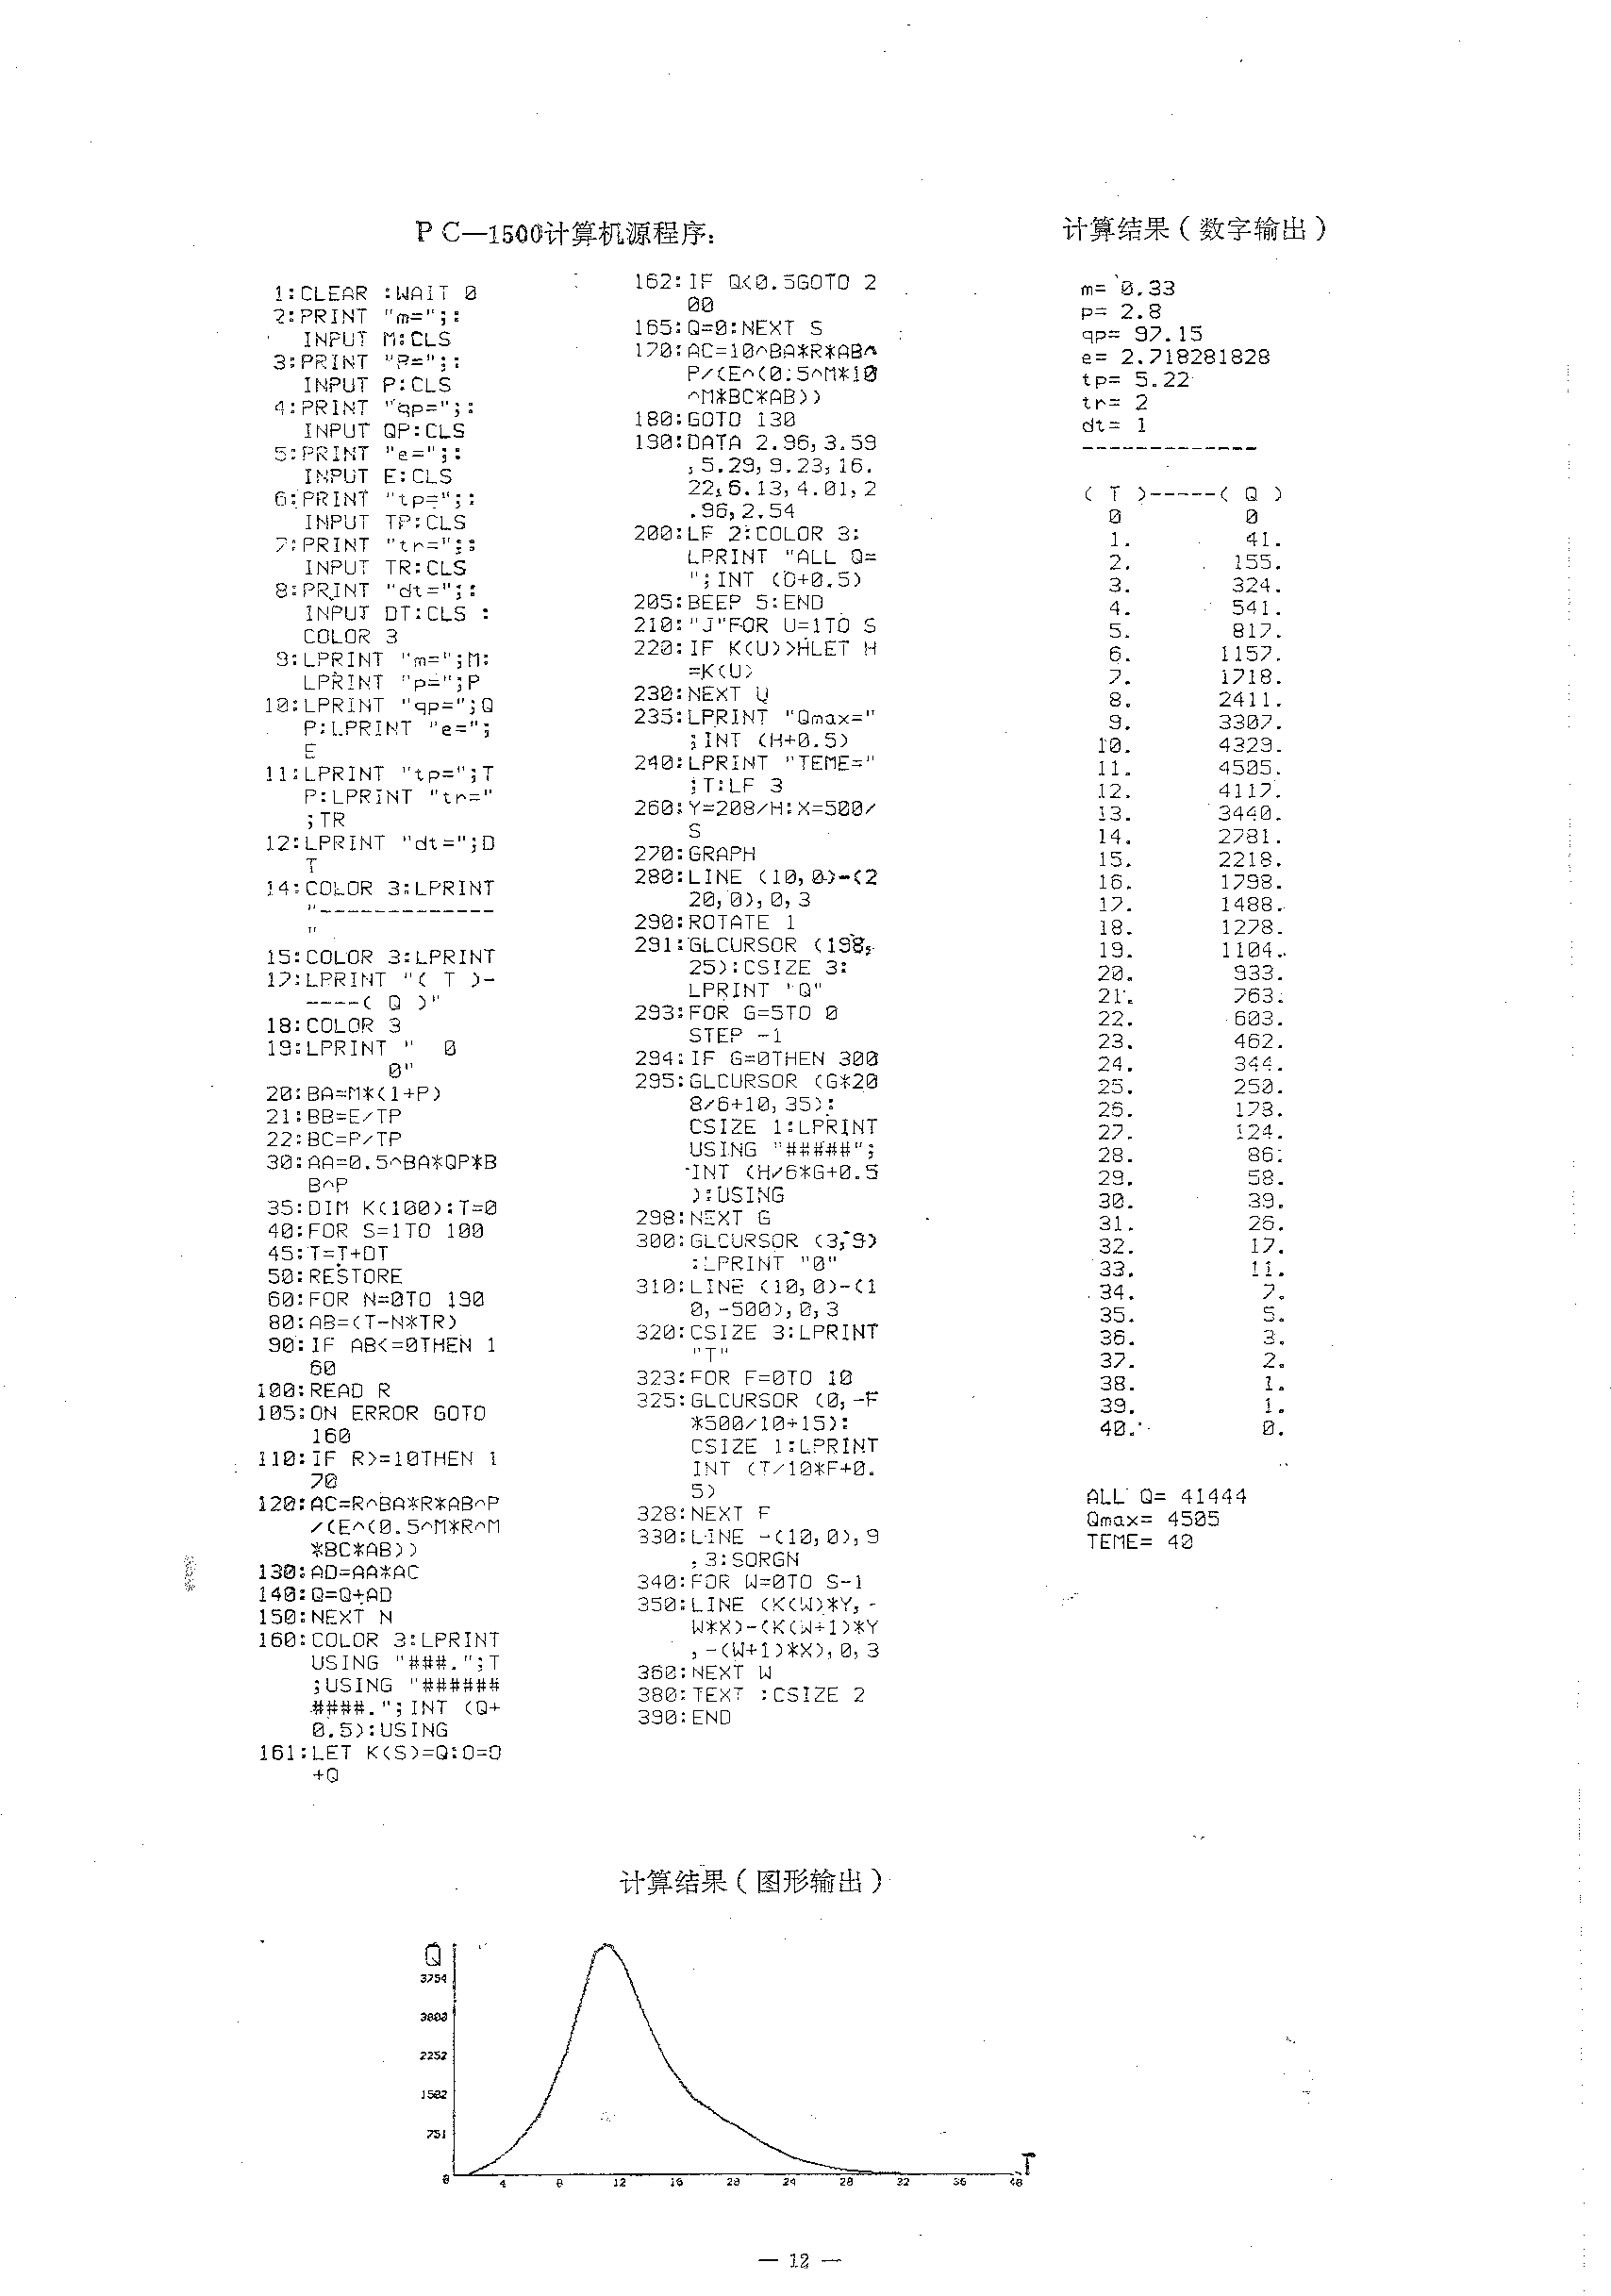 P C—1500计算机源程序：
1:CLEAR :WAIT 0
2:PRINT "m=";:
INPUT M:CLS
3:PRINT "P=";:
INPUT P:CLS
4:PRINT "qp=";:
INPUT QP:CLS
5:PRINT "e=";:
INPUT E:CLS
6:PRINT "tp=";:
INPUT TP:CLS
7:PRINT "tr=";:
INPUT TR:CLS
8:PRINT "dt=";:
INPUT DT:CLS :
COLOR 3
9:LPRINT "m=";M:
LPRINT "p=";P
10:LPRINT "qp=";Q
P:LPRINT "e=";
E
11:LPRINT "tp=";T
P:LPRINT "tr="
;TR
12:LPRINT "dt=";D
T
14:COLOR 3:LPRINT
"-------------
"
15:COLOR 3:LPRINT
17:LPRINT "( T )-
----( Q )"
18:COLOR 3
19:LPRINT "  0
0"
20:BA=M*(1+P)
21:BB=E/TP
22:BC=P/TP
30:AA=0.5^BA*QP*B
B^P
35:DIM K(100):T=0
40:FOR S=1TO 100
45:T=T+DT
50:RESTORE
60:FOR N=0TO 190
80:AB=(T-N*TR)
90:IF AB<=0THEN 1
60
100:READ R
105:ON ERROR GOTO
160
110:IF R>=10THEN 1
70
120:AC=R^BA*R*AB^P
/(E^(0.5^M*R^M
*BC*AB))
130:AD=AA*AC
140:Q=Q+AD
150:NEXT N
160:COLOR 3:LPRINT
USING "###.";T
;USING "######
####.";INT (Q+
0.5):USING
161:LET K(S)=Q:O=O
+Q
162:IF Q<0.5GOTO 2
00
165:Q=0:NEXT S
170:AC=10^BA*R*AB^
P/(E^(0.5^M*10
^M*BC*AB))
180:GOTO 130
190:DATA 2.96,3.59
,5.29,9.23,16.
22,6.13,4.01,2
.96,2.54
200:LF 2:COLOR 3:
LPRINT "ALL Q=
";INT (O+0.5)
205:BEEP 5:END
210:"J"FOR U=1TO S
220:IF K(U)>HLET H
=K(U)
230:NEXT U
235:LPRINT "Qmax="
;INT (H+0.5)
240:LPRINT "TEME="
;T:LF 3
260:Y=208/H:X=500/
S
270:GRAPH
280:LINE (10,0)-(2
20,0),0,3
290:ROTATE 1
291:GLCURSOR (198,
25):CSIZE 3:
LPRINT "Q"
293:FOR G=5TO 0
STEP -1
294:IF G=0THEN 300
295:GLCURSOR (G*20
8/6+10,35):
CSIZE 1:LPRINT
USING "#####";
INT (H/6*G+0.5
):USING
298:NEXT G
300:GLCURSOR (3,9)
:LPRINT "0"
310:LINE (10,0)-(1
0,-500),0,3
320:CSIZE 3:LPRINT
"T"
323:FOR F=0TO 10
325:GLCURSOR (0,-F
*500/10+15):
CSIZE 1:LPRINT
INT (T/10*F+0.
5)
328:NEXT F
330:LINE -(10,0),9
,3:SORGN
340:FOR W=0TO S-1
350:LINE (K(W)*Y,-
W*X)-(K(W+1)*Y
,-(W+1)*X),0,3
360:NEXT W
380:TEXT :CSIZE 2
390:END
计算结果（数字输出）
m= 0.33
p= 2.8
qp= 97.15
e= 2.718281828
tp= 5.22
tr= 2
dt= 1
-------------
( T )-----( Q )
0 0
1. 41.
2. 155.
3. 324.
4. 541.
5. 817.
6. 1157.
7. 1718.
8. 2411.
9. 3307.
10. 4329.
11. 4505.
12. 4117.
13. 3440.
14. 2781.
15. 2218.
16. 1798.
17. 1488.
18. 1278.
19. 1104.
20. 933.
21. 763.
22. 603.
23. 462.
24. 344.
25. 250.
26. 178.
27. 124.
28. 86.
29. 58.
30. 39.
31. 26.
32. 17.
33. 11.
34. 7.
35. 5.
36. 3.
37. 2.
38. 1.
39. 1.
40. 0.
ALL Q= 41444
Qmax= 4505
TEME= 40
计算结果（图形输出）
Q
3754
3003
2252
1502
751
0 4 8 12 16 20 24 28 32 36 40
T
— 12 —